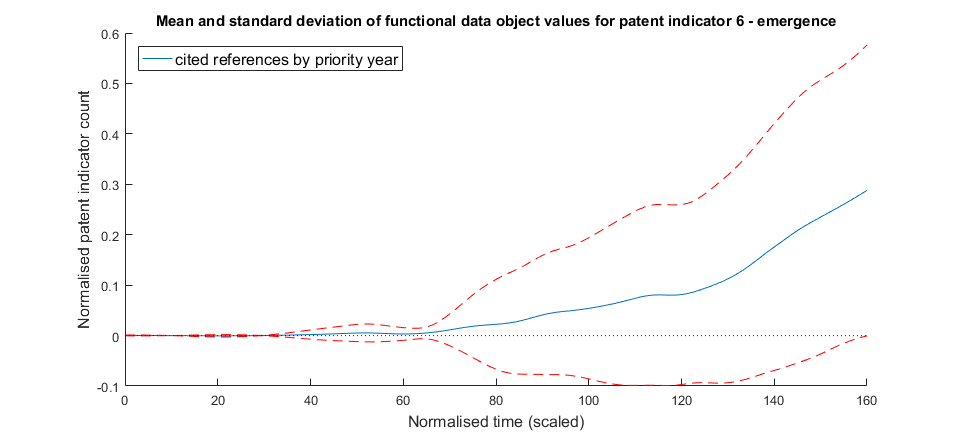 Mean and standard deviation of functional data object values for patent indicator 6 - emergence
cited references by priority year
Normalised patent indicator count
0.6
0.5
0.4
0.3
0.2
0.1
0
-0.1
0 20 40 60 80 100 120 140 160
Normalised time (scaled)